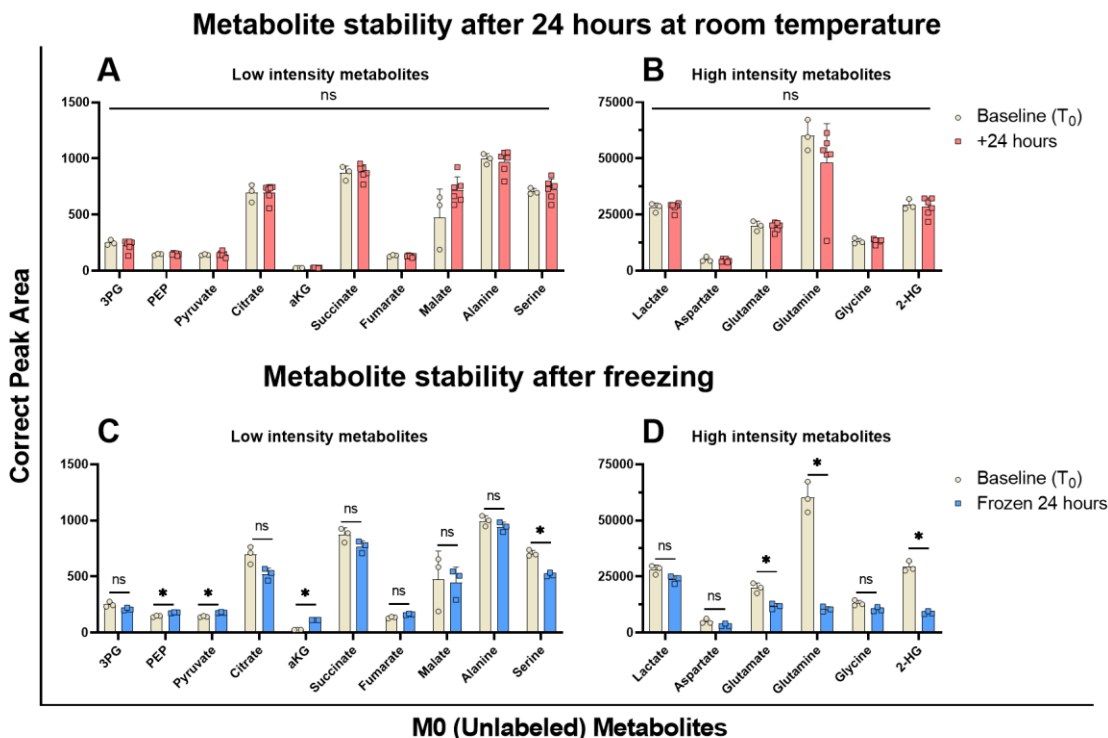 Metabolite stability after 24 hours at room temperature
A
Low intensity metabolites
ns
1500
1000
500
0
3PG
PEP
Pyruvate
Citrate
aKG
Succinate
Fumarate
Malate
Alanine
Serine
B
High intensity metabolites
ns
75000
50000
25000
0
Lactate
Aspartate
Glutamate
Glutamine
Glycine
2-HG
Baseline (T0)
+24 hours
Correct Peak Area
Metabolite stability after freezing
C
Low intensity metabolites
1500
1000
500
0
ns
*
*
ns
*
ns
ns
ns
ns
*
3PG
PEP
Pyruvate
Citrate
aKG
Succinate
Fumarate
Malate
Alanine
Serine
D
High intensity metabolites
75000
50000
25000
0
ns
ns
*
*
ns
*
Lactate
Aspartate
Glutamate
Glutamine
Glycine
2-HG
Baseline (T0)
Frozen 24 hours
M0 (Unlabeled) Metabolites